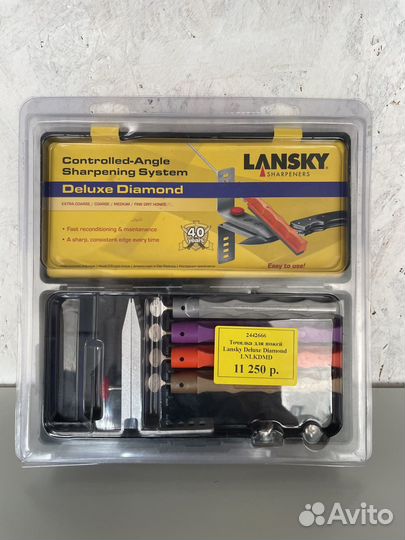 Controlled-Angle
Sharpening System
Deluxe Diamond
EXTRA COARSE / COARSE / MEDIUM / FINE GRIT HONES
• Fast reconditioning & maintenance
• A sharp, consistent edge every time
40
years
LANSKY
SHARPENERS
Easy to use!
2442666
Точилка для ножей
Lansky Deluxe Diamond
LNLKDMD
11 250 р.
Avito